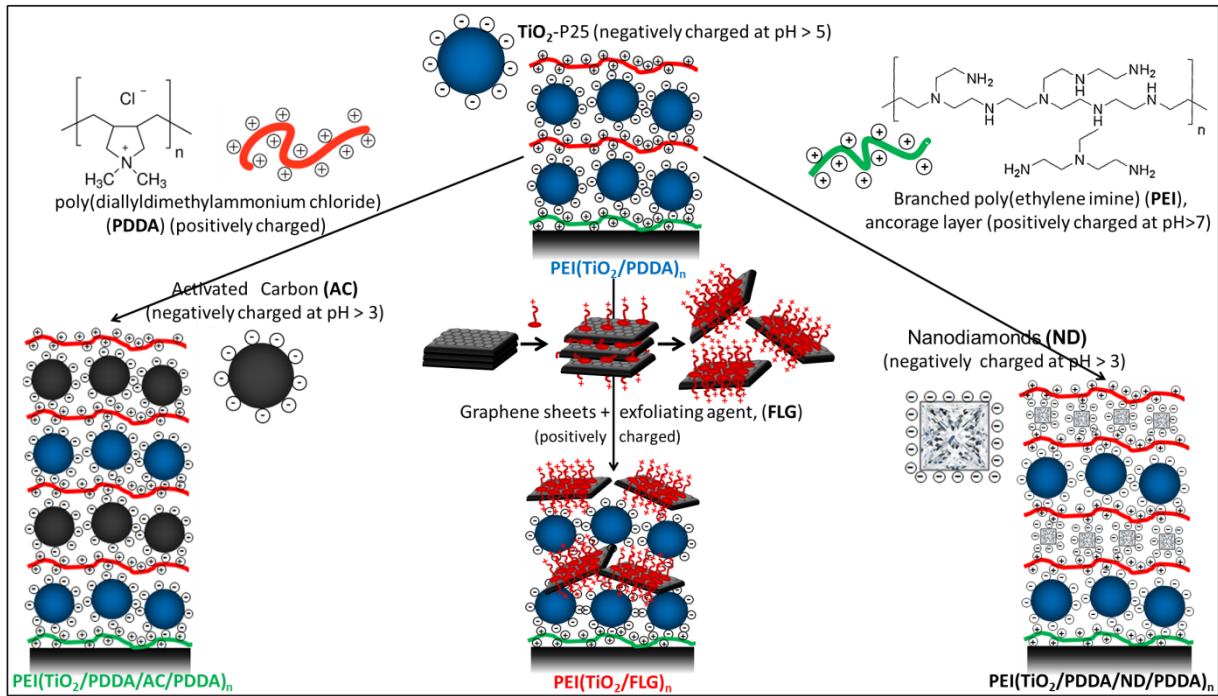 TiO2-P25 (negatively charged at pH > 5)
Cl −
n
N
+
H3C
CH3
poly(diallyldimethylammonium chloride)
(PDDA) (positively charged)
NH2
H
N
NH2
N
N
N
H
N
N
H
H
N
n
N
H2N
NH2
Branched poly(ethylene imine) (PEI),
ancorage layer (positively charged at pH>7)
PEI(TiO2/PDDA)n
Activated Carbon (AC)
(negatively charged at pH > 3)
Nanodiamonds (ND)
(negatively charged at pH > 3)
Graphene sheets + exfoliating agent, (FLG)
(positively charged)
PEI(TiO2/PDDA/AC/PDDA)n
PEI(TiO2/FLG)n
PEI(TiO2/PDDA/ND/PDDA)n